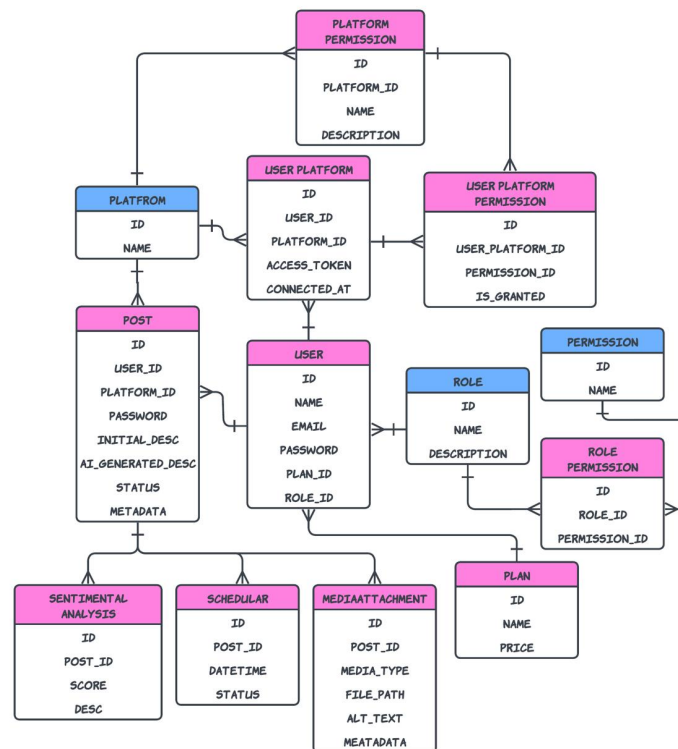 PLATFORM
PERMISSION
ID
PLATFORM_ID
NAME
DESCRIPTION
USER PLATFORM
ID
USER_ID
PLATFORM_ID
ACCESS_TOKEN
CONNECTED_AT
USER PLATFORM
PERMISSION
ID
USER_PLATFORM_ID
PERMISSION_ID
IS_GRANTED
PLATFROM
ID
NAME
POST
ID
USER_ID
PLATFORM_ID
PASSWORD
INITIAL_DESC
AI_GENERATED_DESC
STATUS
METADATA
USER
ID
NAME
EMAIL
PASSWORD
PLAN_ID
ROLE_ID
ROLE
ID
NAME
DESCRIPTION
PERMISSION
ID
NAME
ROLE
PERMISSION
ID
ROLE_ID
PERMISSION_ID
PLAN
ID
NAME
PRICE
SENTIMENTAL
ANALYSIS
ID
POST_ID
SCORE
DESC
SCHEDULAR
ID
POST_ID
DATETIME
STATUS
MEDIAATTACHMENT
ID
POST_ID
MEDIA_TYPE
FILE_PATH
ALT_TEXT
MEATADATA